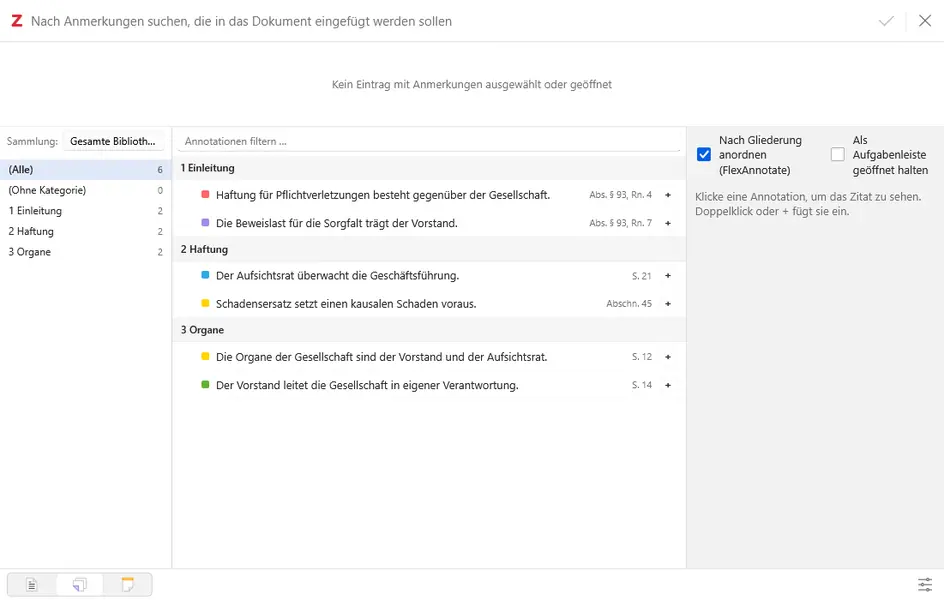 Z Nach Anmerkungen suchen, die in das Dokument eingefügt werden sollen
Kein Eintrag mit Anmerkungen ausgewählt oder geöffnet
Sammlung: Gesamte Biblioth...
(Alle) 6
(Ohne Kategorie) 0
1 Einleitung 2
2 Haftung 2
3 Organe 2
Annotationen filtern ...
1 Einleitung
Haftung für Pflichtverletzungen besteht gegenüber der Gesellschaft. Abs. § 93, Rn. 4 +
Die Beweislast für die Sorgfalt trägt der Vorstand. Abs. § 93, Rn. 7 +
2 Haftung
Der Aufsichtsrat überwacht die Geschäftsführung. S. 21 +
Schadensersatz setzt einen kausalen Schaden voraus. Abschn. 45 +
3 Organe
Die Organe der Gesellschaft sind der Vorstand und der Aufsichtsrat. S. 12 +
Der Vorstand leitet die Gesellschaft in eigener Verantwortung. S. 14 +
Nach Gliederung
anordnen
(FlexAnnotate)
Als
Aufgabenleiste
geöffnet halten
Klicke eine Annotation, um das Zitat zu sehen.
Doppelklick oder + fügt sie ein.